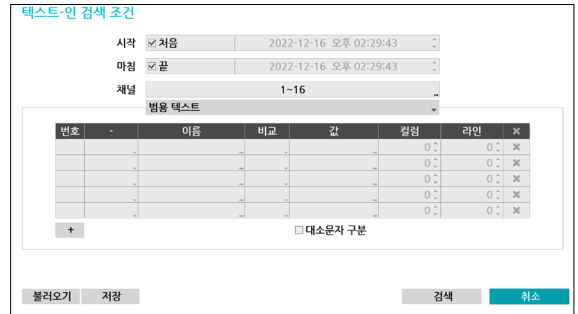 텍스트-인 검색 조건
시작 처음 2022-12-16 오후 02:29:43
마침 끝 2022-12-16 오후 02:29:43
채널 1~16 ...
범용 텍스트
번호 - 이름 비교 값 컬럼 라인 ×
... ... 0 0 ×
... ... 0 0 ×
... ... 0 0 ×
... ... 0 0 ×
... ... 0 0 ×
+ 대소문자 구분
불러오기 저장 검색 취소